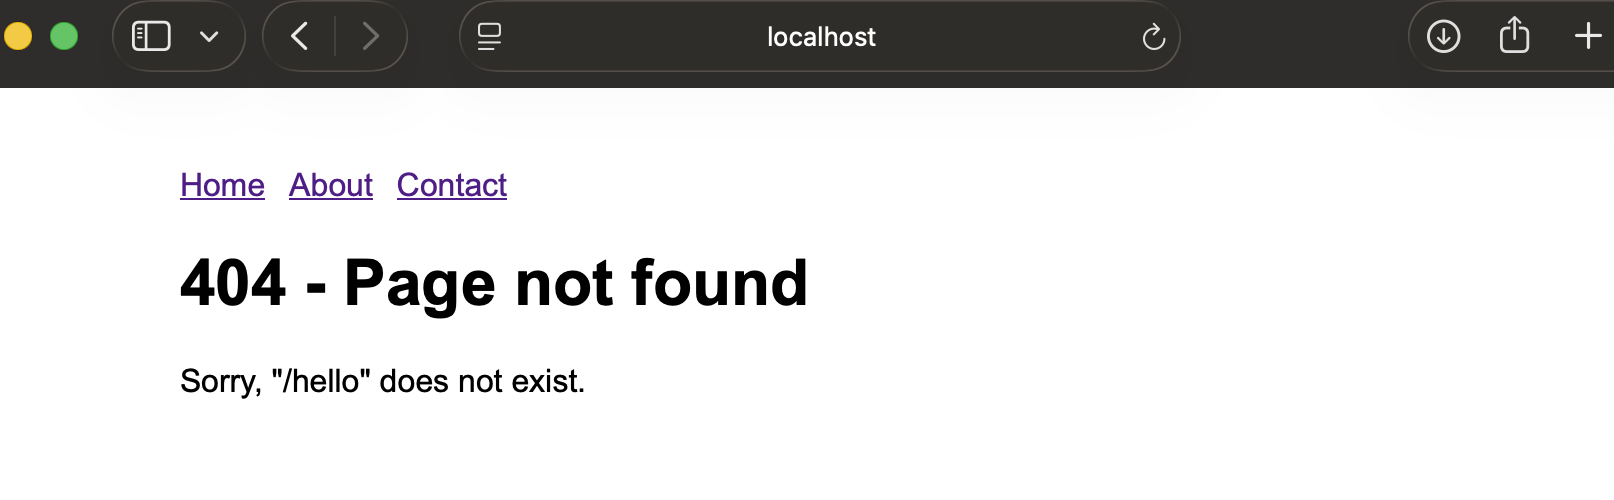 localhost
Home About Contact
404 - Page not found
Sorry, "/hello" does not exist.